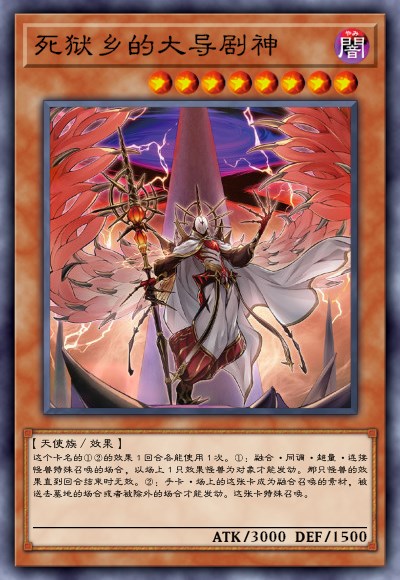 死狱乡的大导剧神
やみ
闇
【天使族/效果】
这个卡名的①②的效果1回合各能使用1次。①：融合·同调·超量·连接
怪兽特殊召唤的场合，以场上1只效果怪兽为对象才能发动。那只怪兽的效
果直到回合结束时无效。②：手卡·场上的这张卡成为融合召唤的素材，被
送去墓地的场合或者被除外的场合才能发动。这张卡特殊召唤。
ATK/3000 DEF/1500